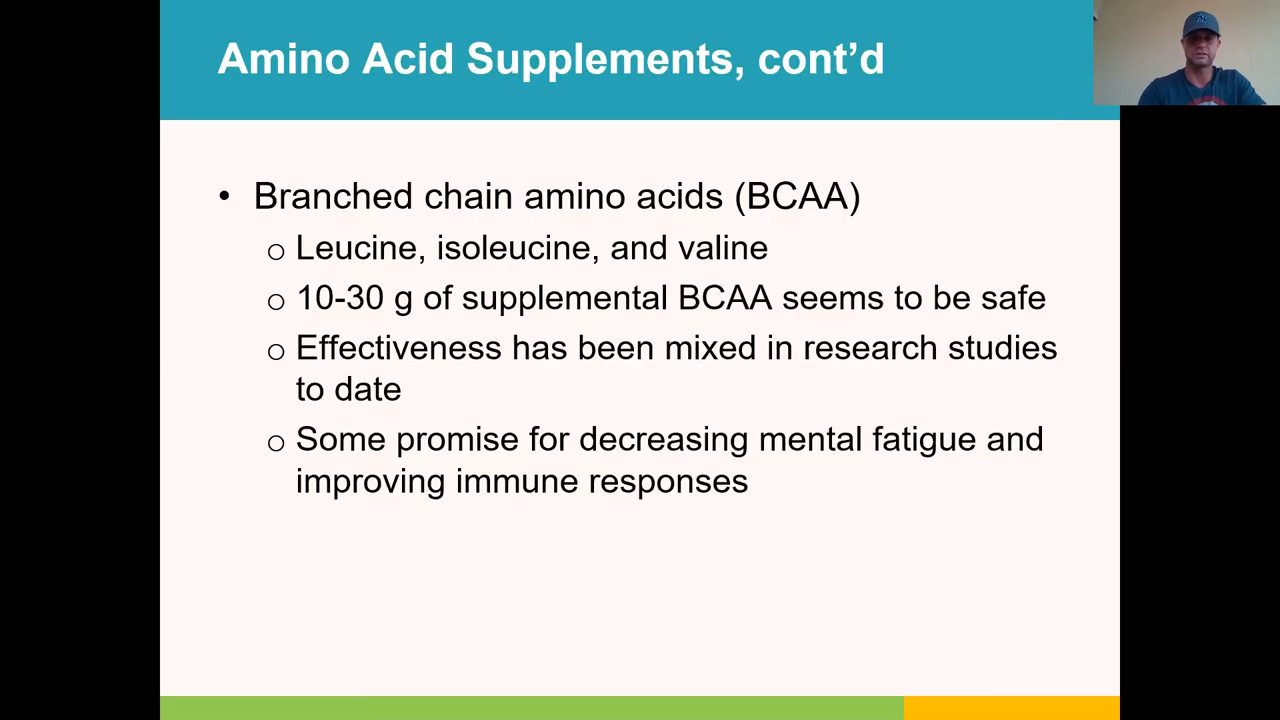 Amino Acid Supplements, cont’d
• Branched chain amino acids (BCAA)
o Leucine, isoleucine, and valine
o 10-30 g of supplemental BCAA seems to be safe
o Effectiveness has been mixed in research studies
to date
o Some promise for decreasing mental fatigue and
improving immune responses